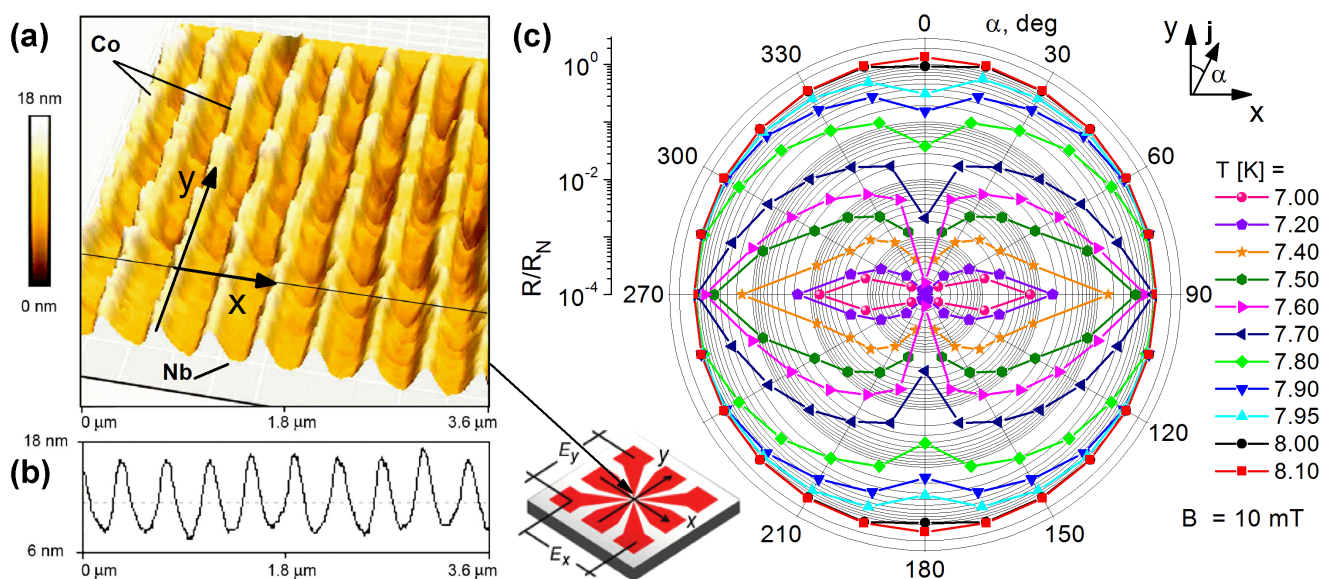 (a)
Co
18 nm
0 nm
y
x
Nb
0 µm
1.8 µm
3.6 µm
(b)
18 nm
6 nm
0 µm
1.8 µm
3.6 µm
E_y
y
x
E_x
(c)
R/R_N
10^0
10^-2
10^-4
0
α, deg
30
60
90
120
150
180
210
270
300
330
y
j
α
x
T [K] =
7.00
7.20
7.40
7.50
7.60
7.70
7.80
7.90
7.95
8.00
8.10
B = 10 mT